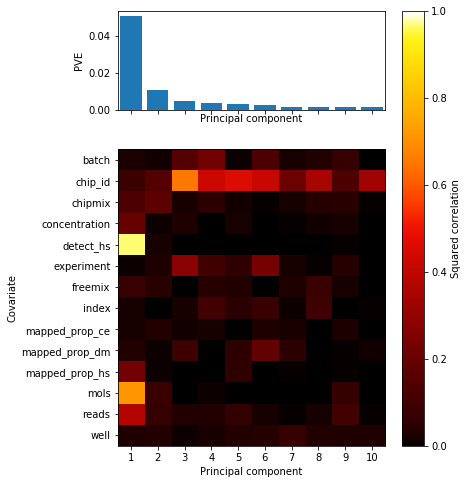 0.04
0.02
0.00
PVE
Principal component
batch
chip_id
chipmix
concentration
detect_hs
experiment
freemix
index
mapped_prop_ce
mapped_prop_dm
mapped_prop_hs
mols
reads
well
Covariate
1 2 3 4 5 6 7 8 9 10
Principal component
1.0
0.8
0.6
0.4
0.2
0.0
Squared correlation